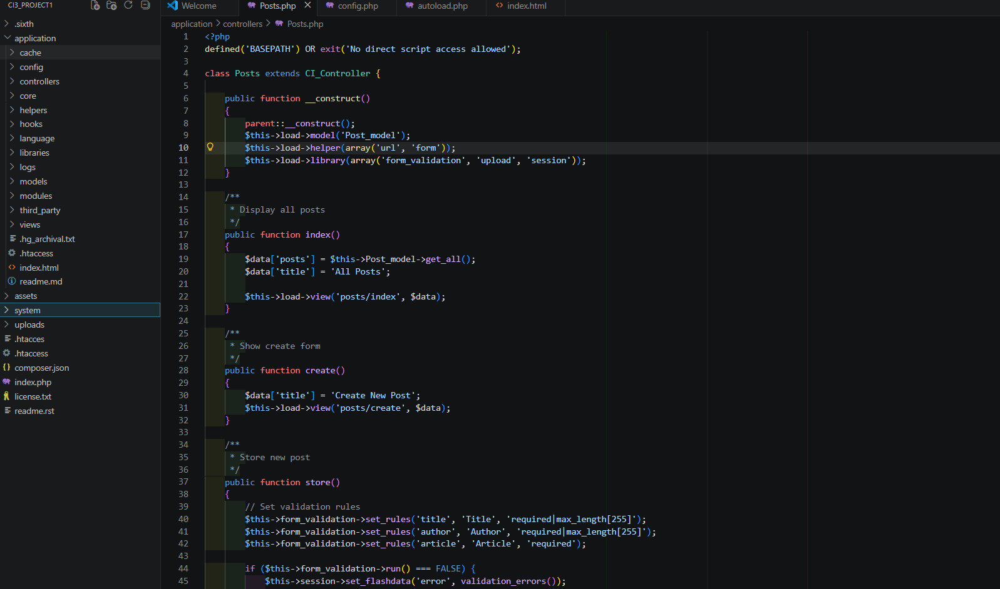 CI3_PROJECT1
.sixth
application
cache
config
controllers
core
helpers
hooks
language
libraries
logs
models
modules
third_party
views
.hg_archival.txt
.htaccess
index.html
readme.md
assets
system
uploads
.htacces
.htaccess
composer.json
index.php
license.txt
readme.rst
Welcome
Posts.php
config.php
autoload.php
index.html
application > controllers > Posts.php
1 <?php
2 defined('BASEPATH') OR exit('No direct script access allowed');
3
4 class Posts extends CI_Controller {
5
6     public function __construct()
7     {
8         parent::__construct();
9         $this->load->model('Post_model');
10         $this->load->helper(array('url', 'form'));
11         $this->load->library(array('form_validation', 'upload', 'session'));
12     }
13
14     /**
15      * Display all posts
16      */
17     public function index()
18     {
19         $data['posts'] = $this->Post_model->get_all();
20         $data['title'] = 'All Posts';
21
22         $this->load->view('posts/index', $data);
23     }
24
25     /**
26      * Show create form
27      */
28     public function create()
29     {
30         $data['title'] = 'Create New Post';
31         $this->load->view('posts/create', $data);
32     }
33
34     /**
35      * Store new post
36      */
37     public function store()
38     {
39         // Set validation rules
40         $this->form_validation->set_rules('title', 'Title', 'required|max_length[255]');
41         $this->form_validation->set_rules('author', 'Author', 'required|max_length[255]');
42         $this->form_validation->set_rules('article', 'Article', 'required');
43
44         if ($this->form_validation->run() === FALSE) {
45             $this->session->set_flashdata('error', validation_errors());